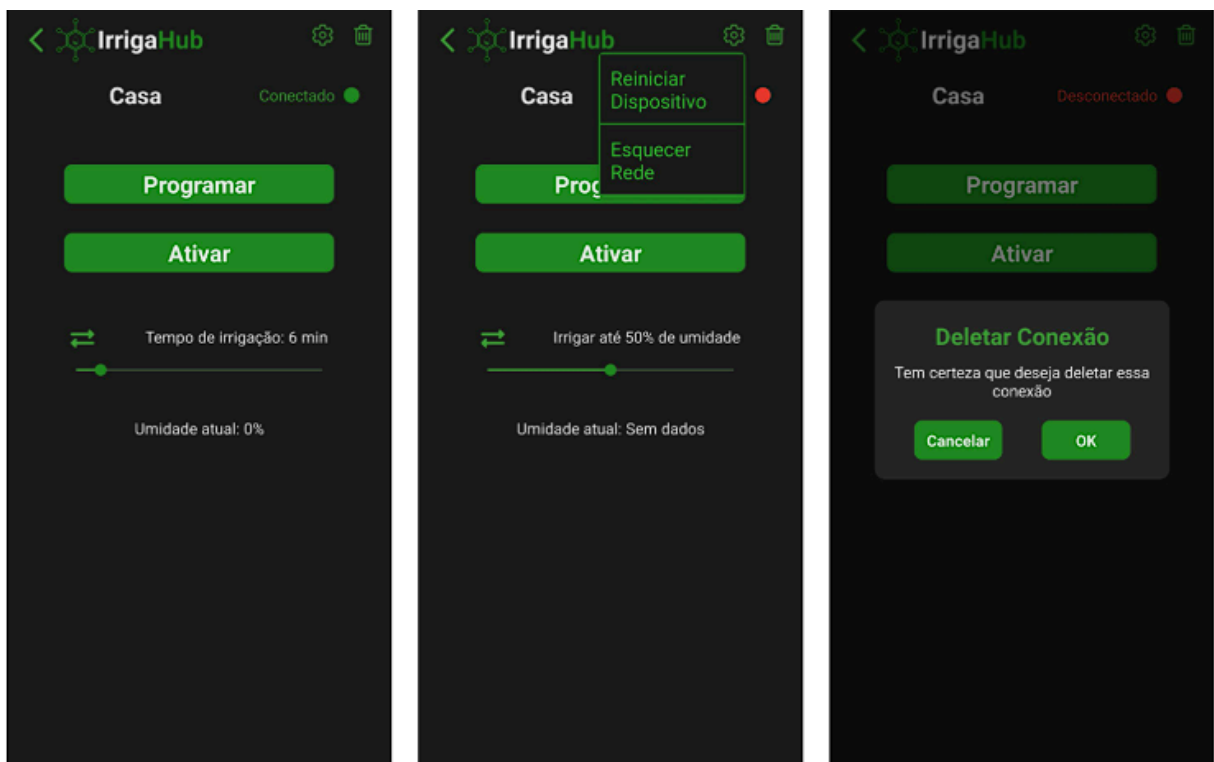 IrrigaHub
Casa
Conectado
Programar
Ativar
Tempo de irrigação: 6 min
Umidade atual: 0%
IrrigaHub
Reiniciar
Dispositivo
Casa
Esquecer
Rede
Prog
Ativar
Irrigar até 50% de umidade
Umidade atual: Sem dados
IrrigaHub
Casa
Desconectado
Programar
Ativar
Deletar Conexão
Tem certeza que deseja deletar essa
conexão
Cancelar
OK